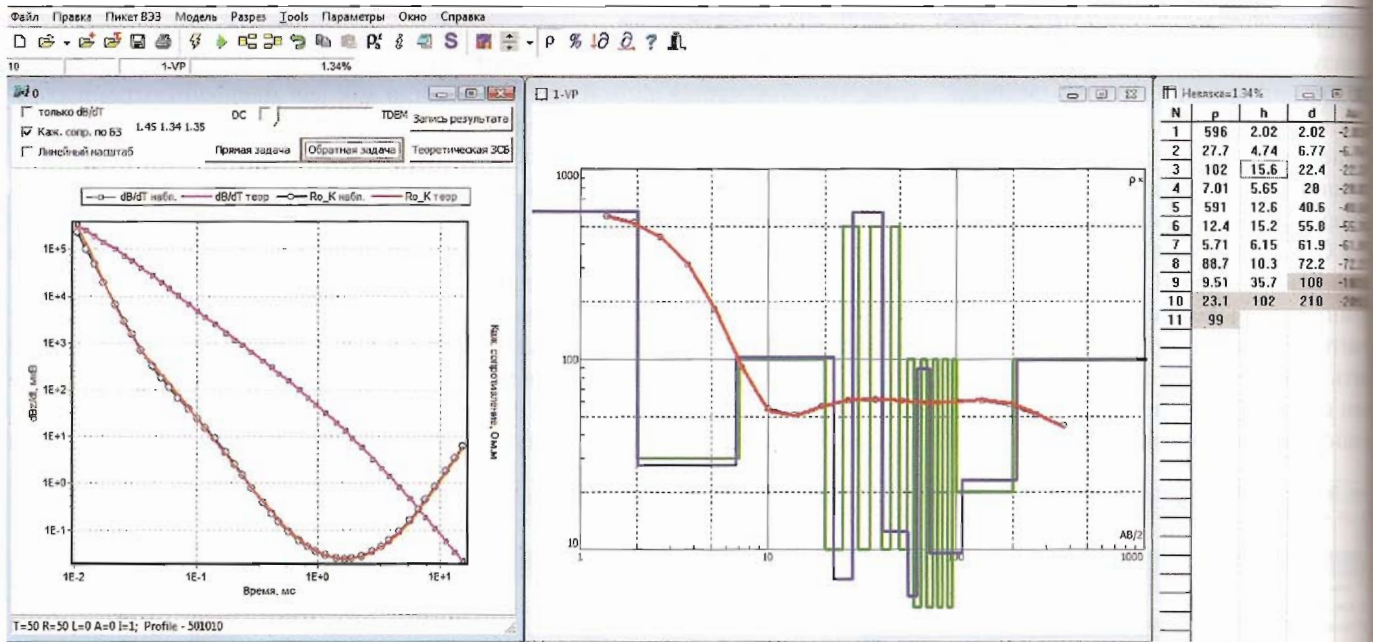 Файл Правка Пикет ВЭЗ Модель Разрез Tools Параметры Окно Справка
ρ %
10 1-VP 1.34%
0
только dB/dT
Каж. сопр. по БЗ
Линейный масштаб
1.45 1.34 1.35
DC TDEM
Запись результата
Прямая задача Обратная задача Теоретическая ЗСБ
dB/dT набл. dB/dT теор Ro_K набл. Ro_K теор
1E+5
1E+4
1E+3
1E+2
1E+1
1E+0
1E-1
1E-2 1E-1 1E+0 1E+1
Время, мс
Каж. сопротивление, Ом.м
T=50 R=50 L=0 A=0 I=1; Profile - 501010
1-VP
1000
100
10
1 10 100 1000
AB/2
Невязка=1.34%
N ρ h d
1 596 2.02 2.02
2 27.7 4.74 6.77
3 102 15.6 22.4
4 7.01 5.65 28
5 591 12.6 40.6
6 12.4 15.2 55.8
7 5.71 6.15 61.9
8 88.7 10.3 72.2
9 9.51 35.7 108
10 23.1 102 210
11 99